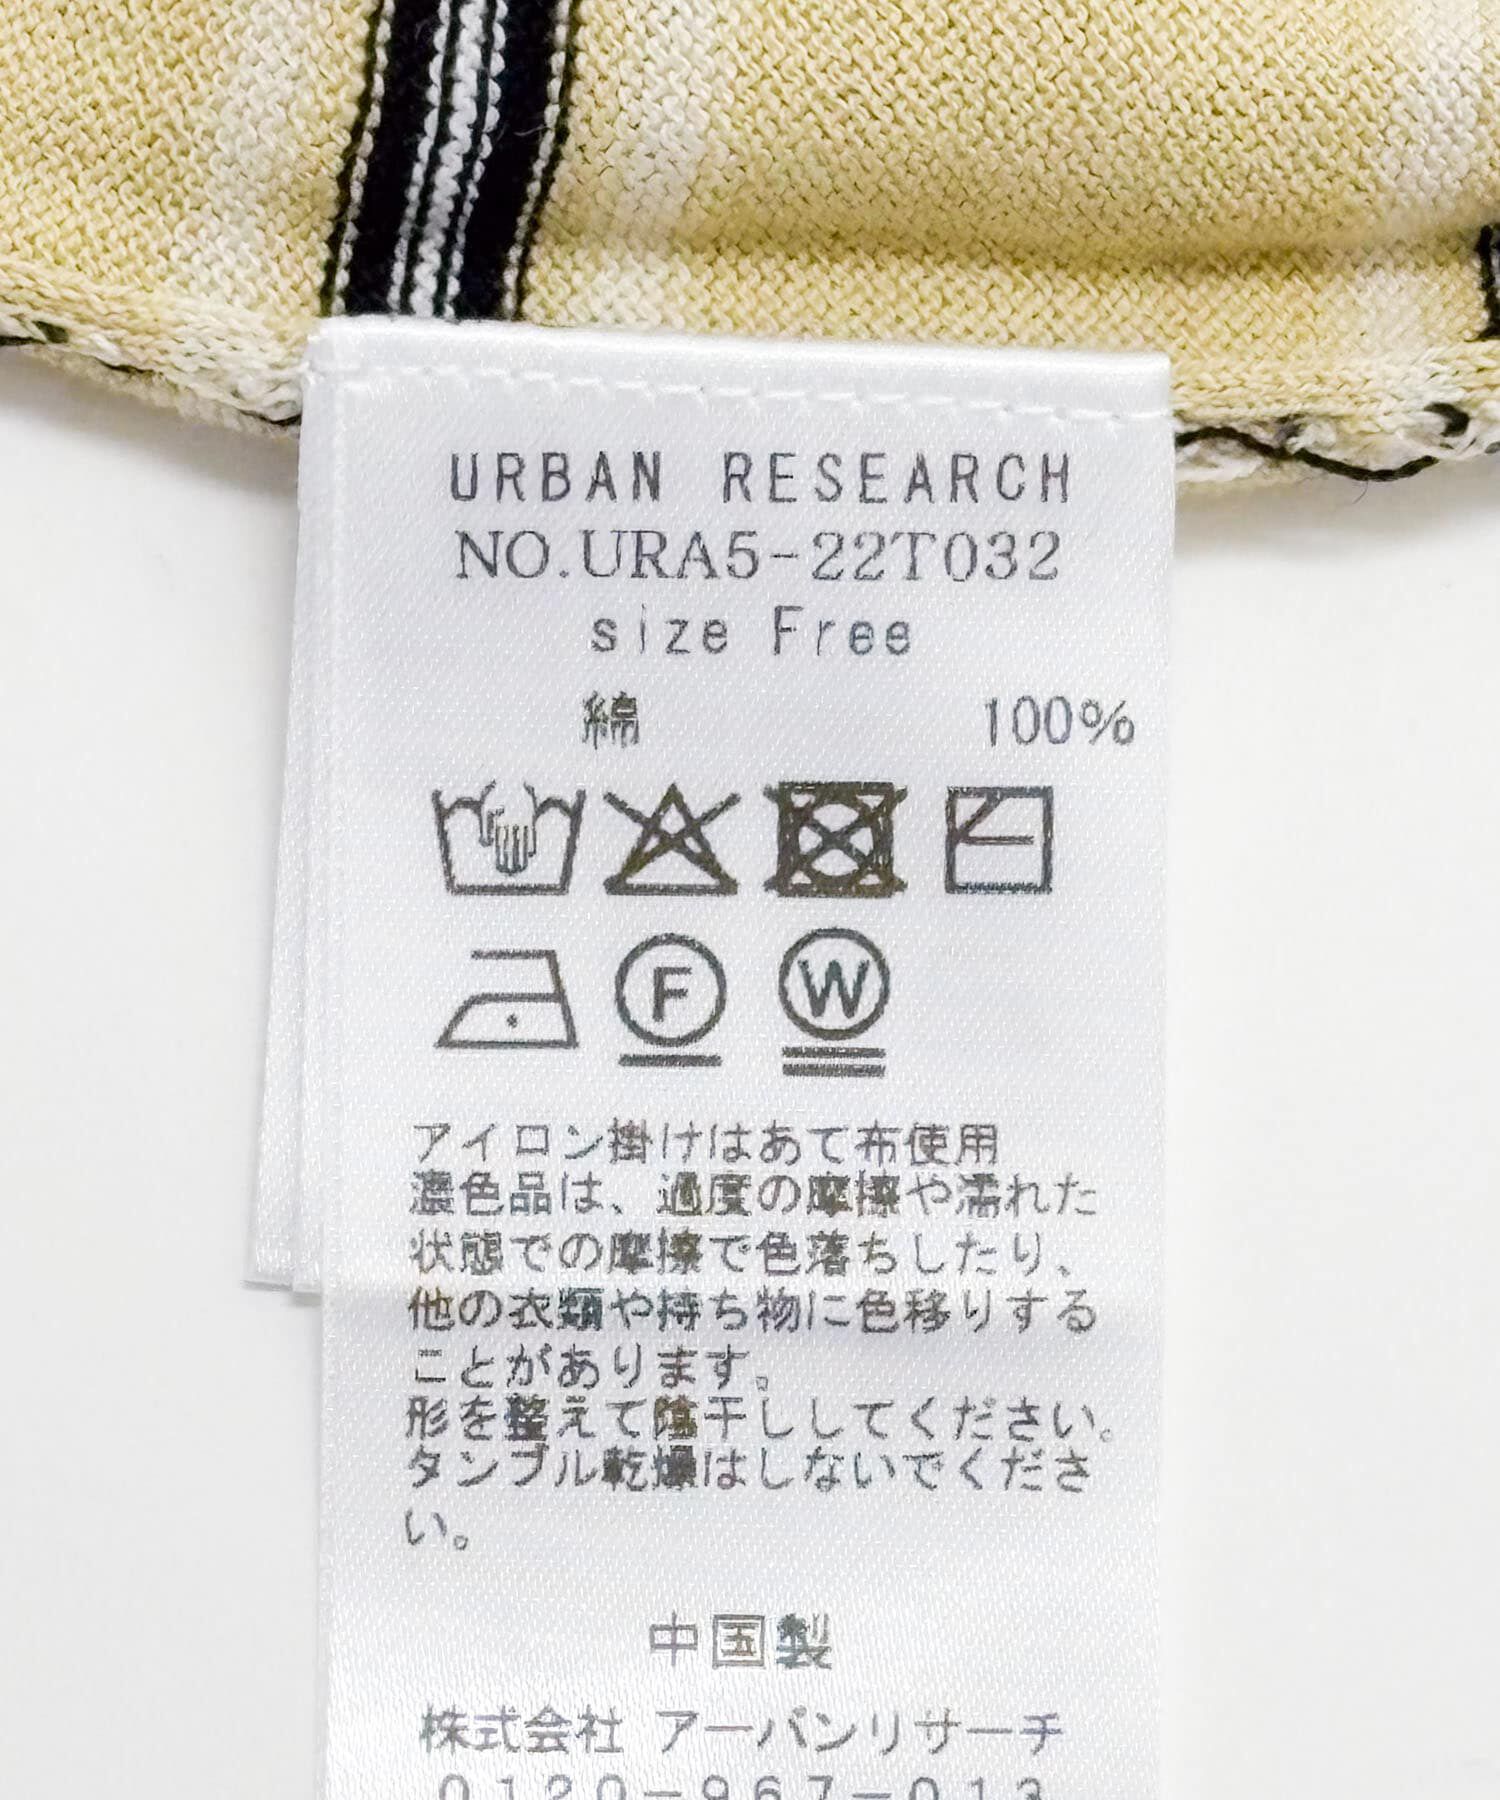 URBAN RESEARCH
NO.URA5-22T032
size Free
綿 100%
F W
アイロン掛けはあて布使用
濃色品は、過度の摩擦や濡れた
状態での摩擦で色落ちしたり、
他の衣類や持ち物に色移りする
ことがあります。
形を整えて陰干ししてください。
タンブル乾燥はしないでくださ
い。
中国製
株式会社 アーバンリサーチ
0120-967-013